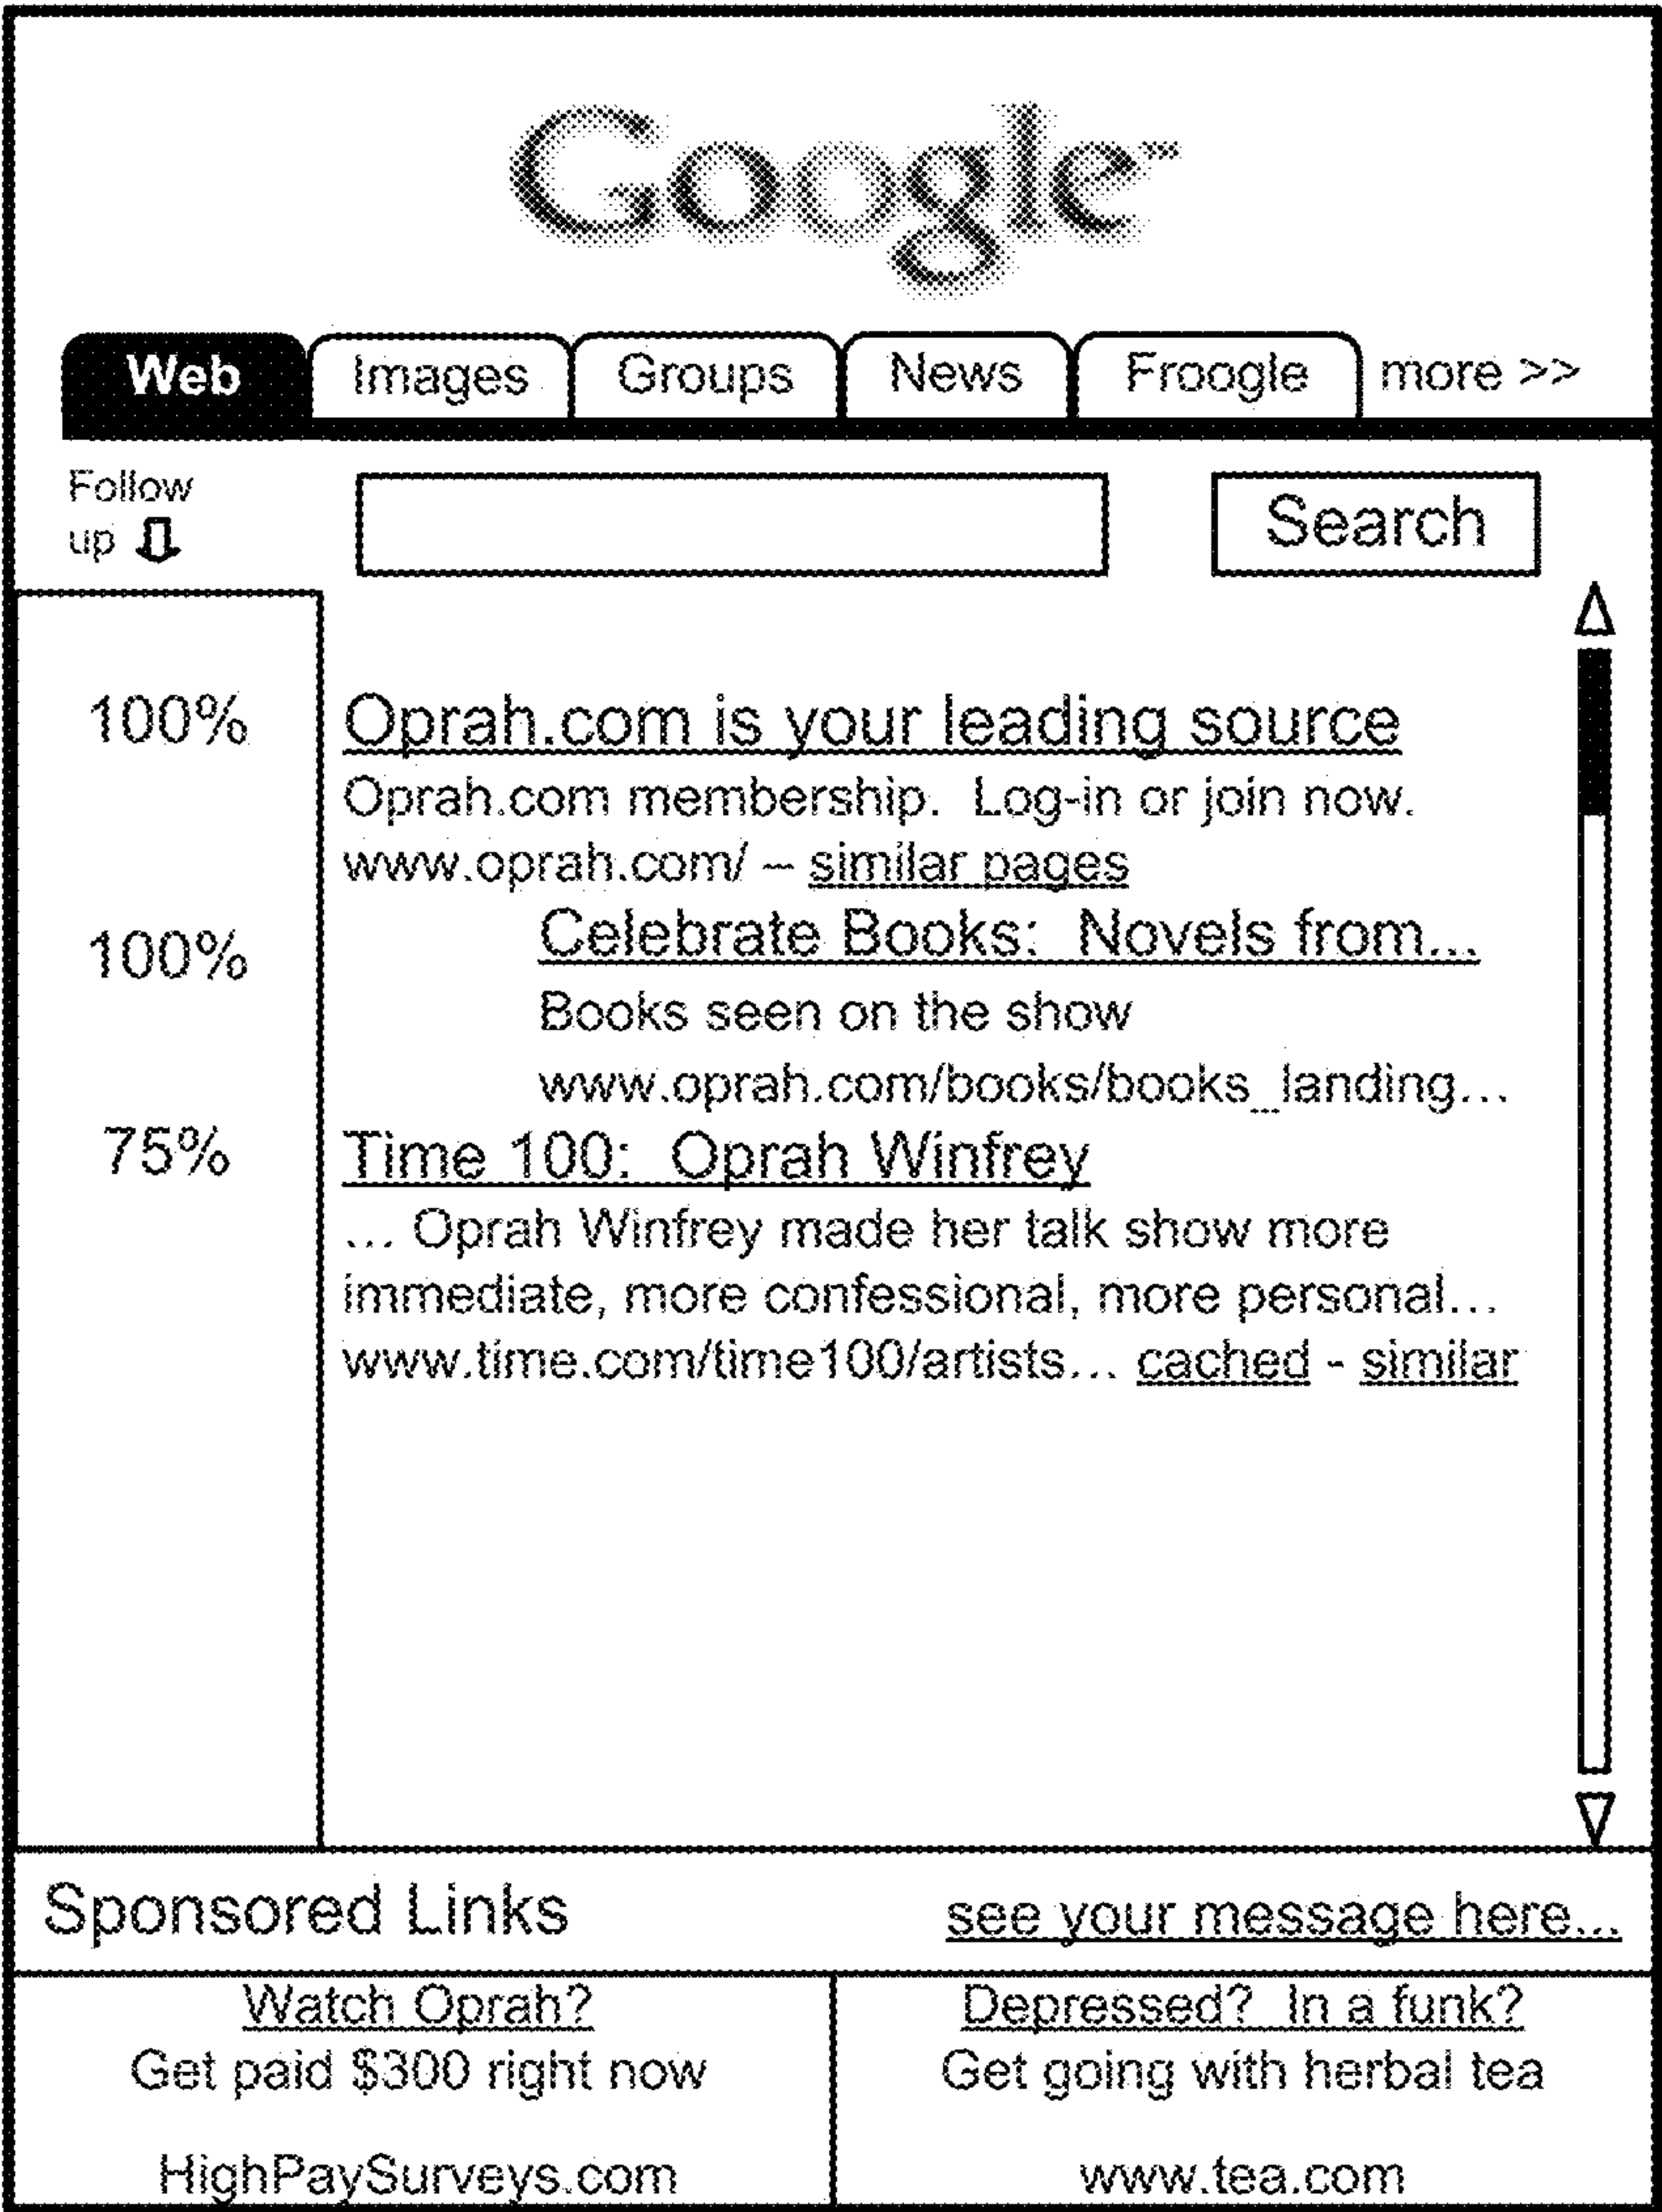 Google™
Web Images Groups News Froogle more >>
Follow
up
Search
100% Oprah.com is your leading source
Oprah.com membership. Log-in or join now.
www.oprah.com/ – similar pages
100% Celebrate Books: Novels from...
Books seen on the show
www.oprah.com/books/books_landing...
75% Time 100: Oprah Winfrey
... Oprah Winfrey made her talk show more
immediate, more confessional, more personal...
www.time.com/time100/artists... cached - similar
Sponsored Links see your message here...
Watch Oprah?
Get paid $300 right now
HighPaySurveys.com
Depressed? In a funk?
Get going with herbal tea
www.tea.com